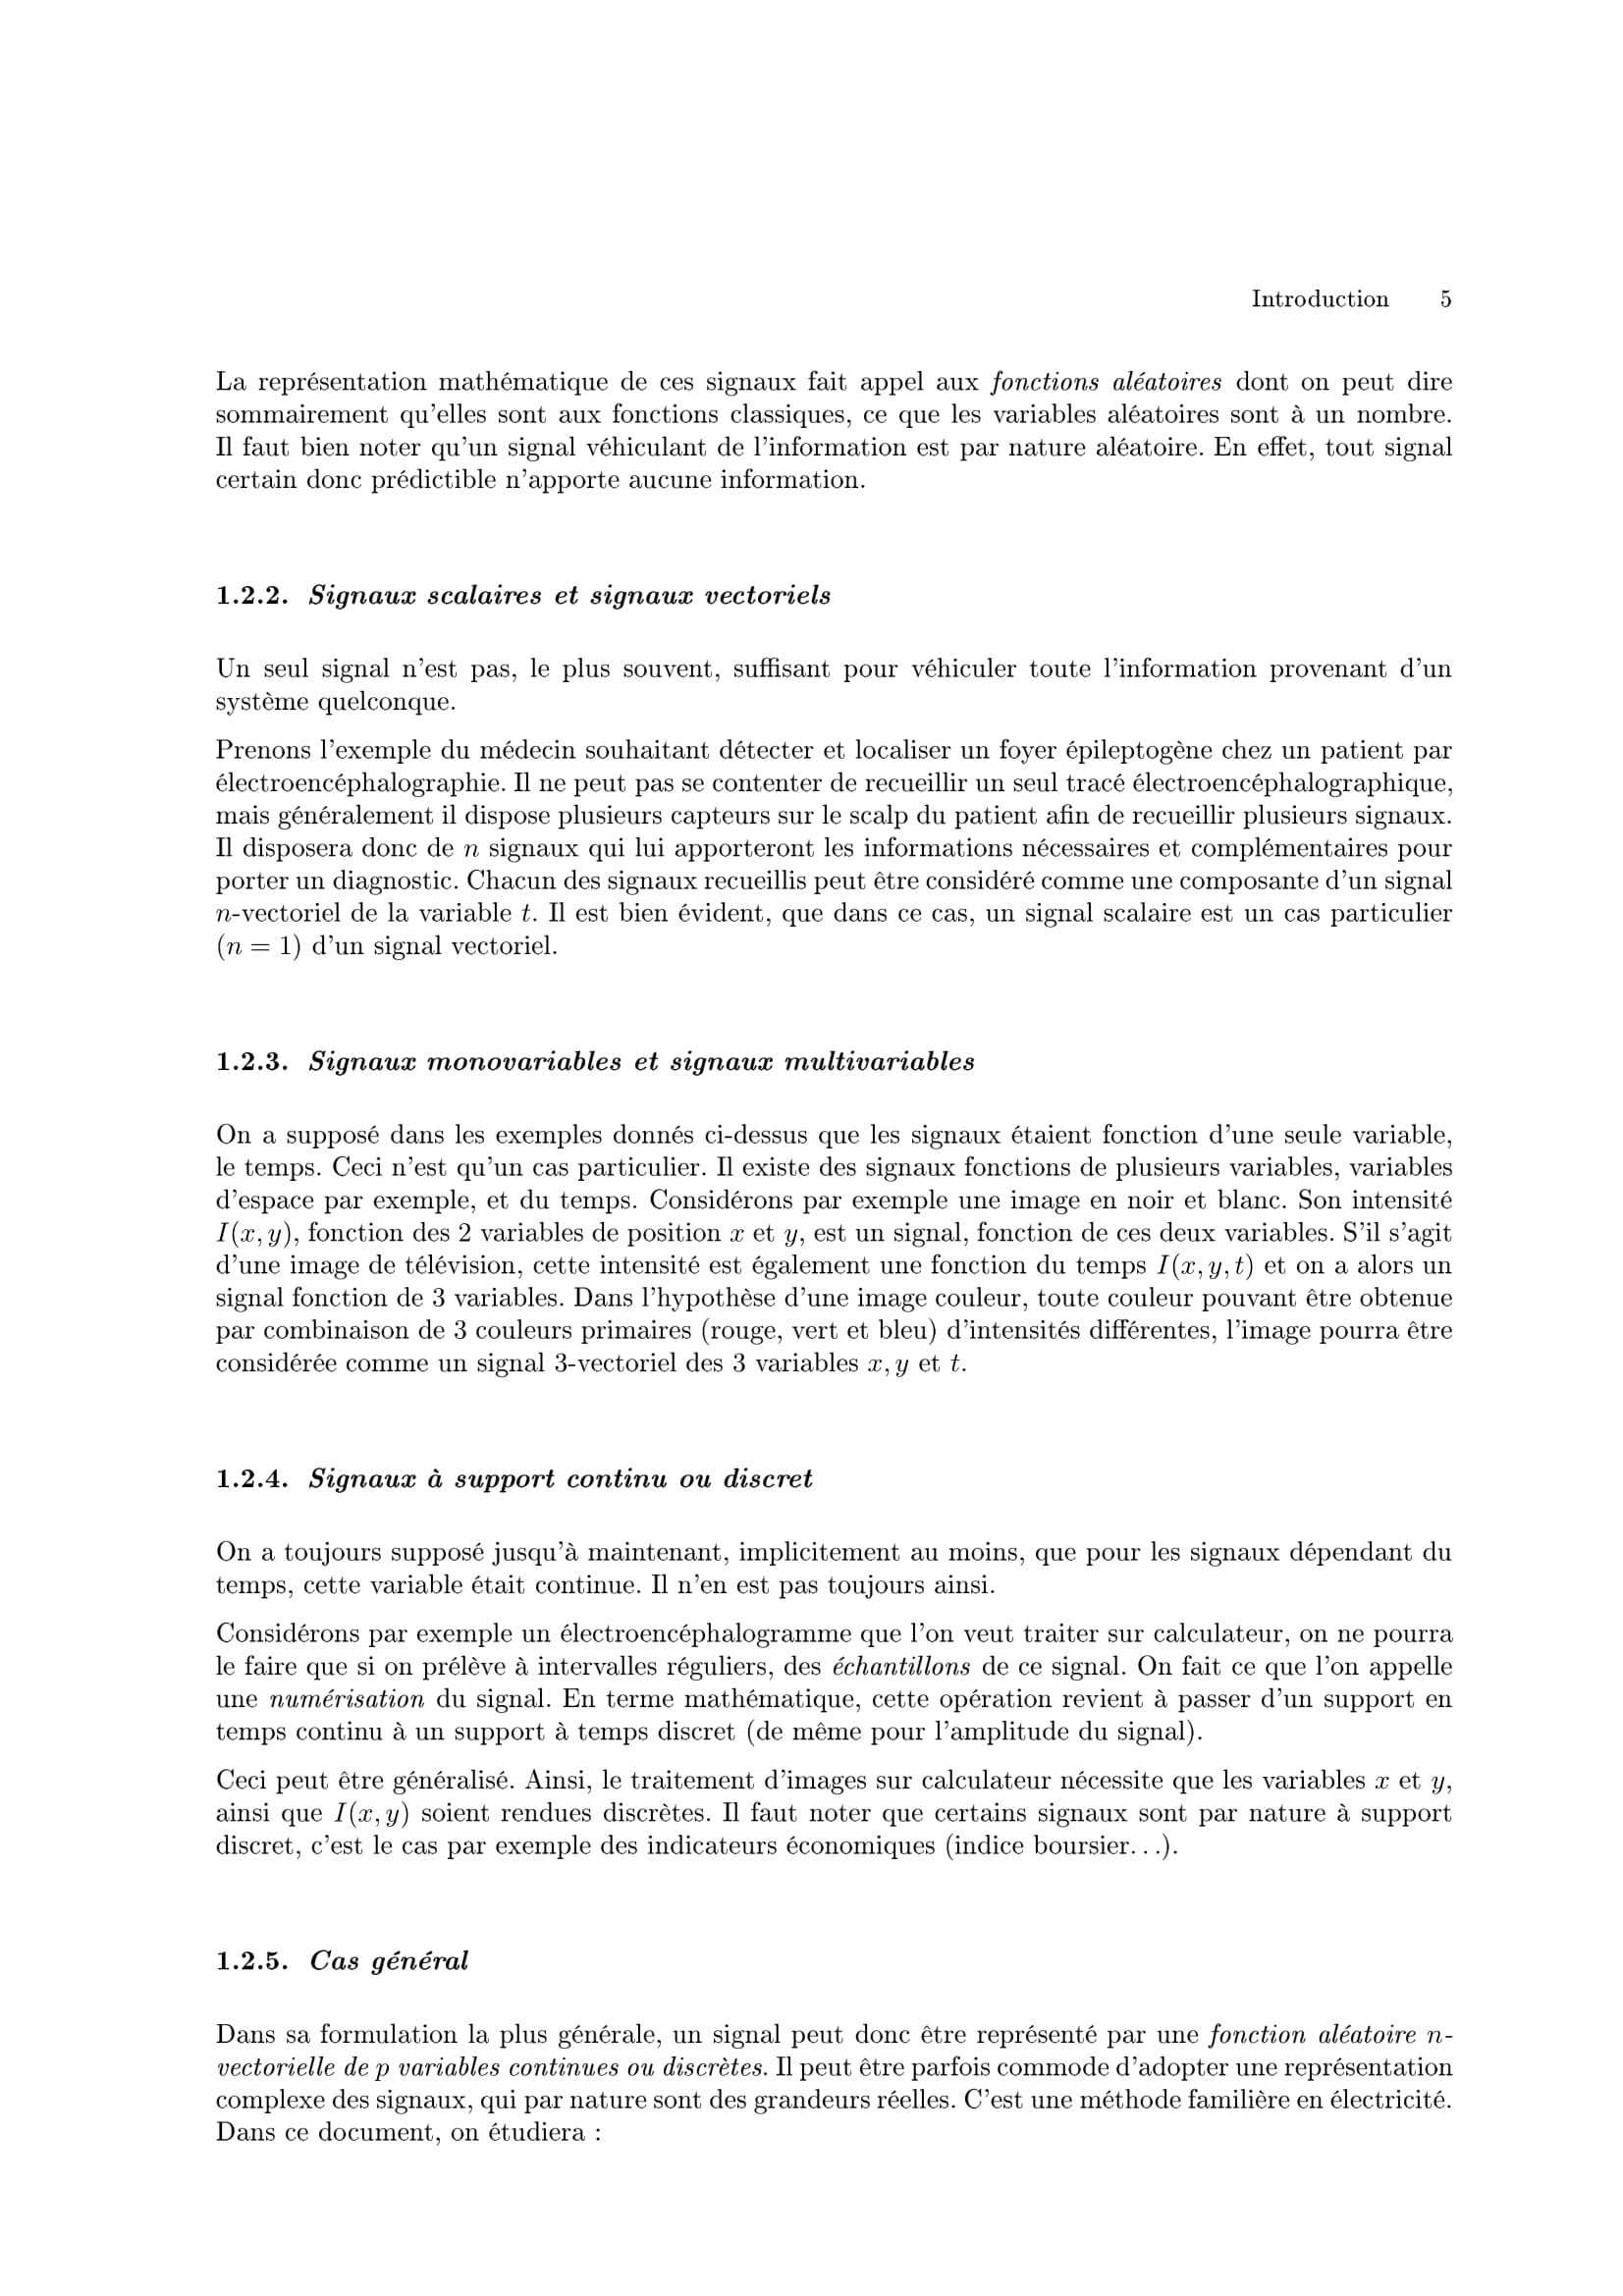 Introduction 5
La représentation mathématique de ces signaux fait appel aux fonctions aléatoires dont on peut dire
sommairement qu'elles sont aux fonctions classiques, ce que les variables aléatoires sont à un nombre.
Il faut bien noter qu'un signal véhiculant de l'information est par nature aléatoire. En effet, tout signal
certain donc prédictible n'apporte aucune information.
1.2.2. Signaux scalaires et signaux vectoriels
Un seul signal n'est pas, le plus souvent, suffisant pour véhiculer toute l'information provenant d'un
système quelconque.
Prenons l'exemple du médecin souhaitant détecter et localiser un foyer épileptogène chez un patient par
électroencéphalographie. Il ne peut pas se contenter de recueillir un seul tracé électroencéphalographique,
mais généralement il dispose plusieurs capteurs sur le scalp du patient afin de recueillir plusieurs signaux.
Il disposera donc de n signaux qui lui apporteront les informations nécessaires et complémentaires pour
porter un diagnostic. Chacun des signaux recueillis peut être considéré comme une composante d'un signal
n-vectoriel de la variable t. Il est bien évident, que dans ce cas, un signal scalaire est un cas particulier
(n = 1) d'un signal vectoriel.
1.2.3. Signaux monovariables et signaux multivariables
On a supposé dans les exemples donnés ci-dessus que les signaux étaient fonction d'une seule variable,
le temps. Ceci n'est qu'un cas particulier. Il existe des signaux fonctions de plusieurs variables, variables
d'espace par exemple, et du temps. Considérons par exemple une image en noir et blanc. Son intensité
I(x, y), fonction des 2 variables de position x et y, est un signal, fonction de ces deux variables. S'il s'agit
d'une image de télévision, cette intensité est également une fonction du temps I(x, y, t) et on a alors un
signal fonction de 3 variables. Dans l'hypothèse d'une image couleur, toute couleur pouvant être obtenue
par combinaison de 3 couleurs primaires (rouge, vert et bleu) d'intensités différentes, l'image pourra être
considérée comme un signal 3-vectoriel des 3 variables x, y et t.
1.2.4. Signaux à support continu ou discret
On a toujours supposé jusqu'à maintenant, implicitement au moins, que pour les signaux dépendant du
temps, cette variable était continue. Il n'en est pas toujours ainsi.
Considérons par exemple un électroencéphalogramme que l'on veut traiter sur calculateur, on ne pourra
le faire que si on prélève à intervalles réguliers, des échantillons de ce signal. On fait ce que l'on appelle
une numérisation du signal. En terme mathématique, cette opération revient à passer d'un support en
temps continu à un support à temps discret (de même pour l'amplitude du signal).
Ceci peut être généralisé. Ainsi, le traitement d'images sur calculateur nécessite que les variables x et y,
ainsi que I(x, y) soient rendues discrètes. Il faut noter que certains signaux sont par nature à support
discret, c'est le cas par exemple des indicateurs économiques (indice boursier. . .).
1.2.5. Cas général
Dans sa formulation la plus générale, un signal peut donc être représenté par une fonction aléatoire n-
vectorielle de p variables continues ou discrètes. Il peut être parfois commode d'adopter une représentation
complexe des signaux, qui par nature sont des grandeurs réelles. C'est une méthode familière en électricité.
Dans ce document, on étudiera :